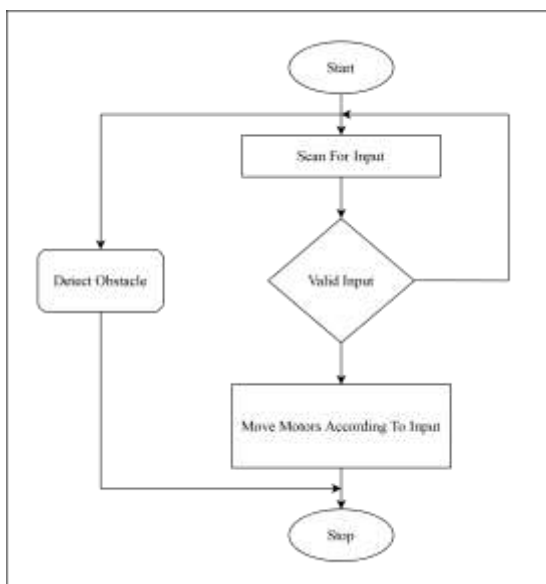 Start
Scan For Input
Detect Obstacle
Valid Input
Move Motors According To Input
Stop